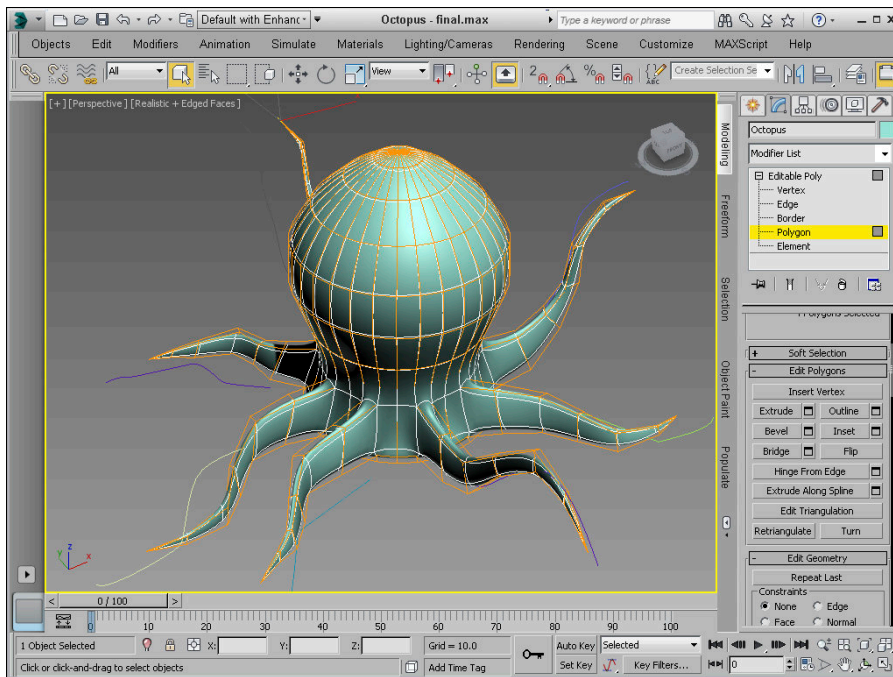 Default with Enhanc
Octopus - final.max
Type a keyword or phrase
Objects Edit Modifiers Animation Simulate Materials Lighting/Cameras Rendering Scene Customize MAXScript Help
All
View
2
%
ABC
Create Selection Se
[ + ] [Perspective ] [Realistic + Edged Faces ]
FRONT
Modeling
Freeform
Selection
Object Paint
Populate
Octopus
Modifier List
Editable Poly
Vertex
Edge
Border
Polygon
Element
1 Polygons Selected
+ Soft Selection
- Edit Polygons
Insert Vertex
Extrude Outline
Bevel Inset
Bridge Flip
Hinge From Edge
Extrude Along Spline
Edit Triangulation
Retriangulate Turn
- Edit Geometry
Repeat Last
Constraints
None Edge
Face Normal
z
y
x
< 0 / 100 >
0 10 20 30 40 50 60 70 80 90 100
1 Object Selected X: Y: Z: Grid = 10.0 Auto Key Selected
Click or click-and-drag to select objects Add Time Tag Set Key Key Filters... 0